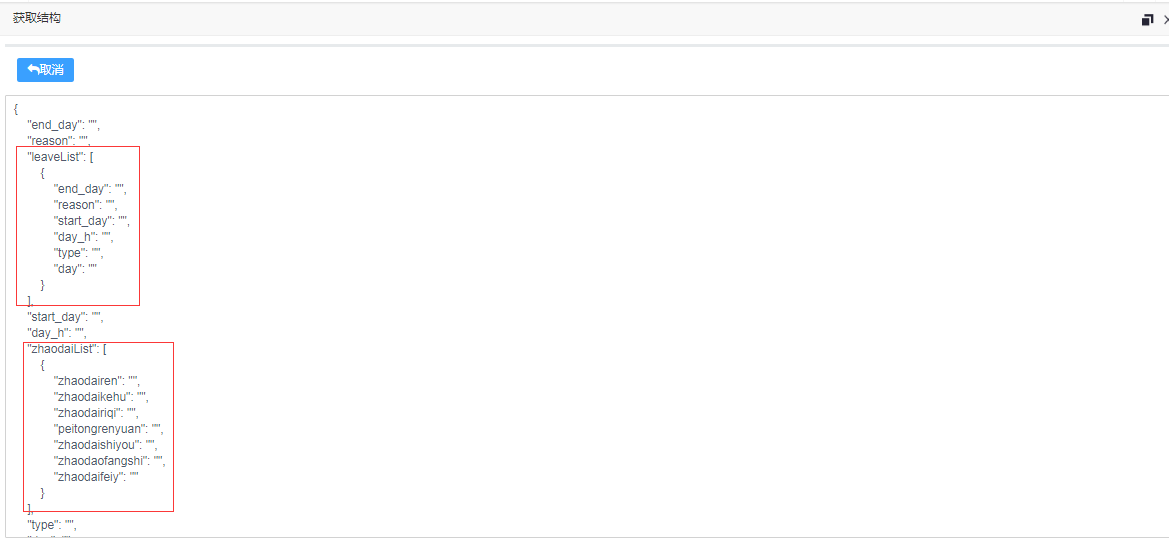 获取结构
取消
{
"end_day": "",
"reason": "",
"leaveList": [
{
"end_day": "",
"reason": "",
"start_day": "",
"day_h": "",
"type": "",
"day": ""
}
],
"start_day": "",
"day_h": "",
"zhaodaiList": [
{
"zhaodairen": "",
"zhaodaikehu": "",
"zhaodairiqi": "",
"peitongrenyuan": "",
"zhaodaishiyou": "",
"zhaodaofangshi": "",
"zhaodaifeiy": ""
}
],
"type": "",